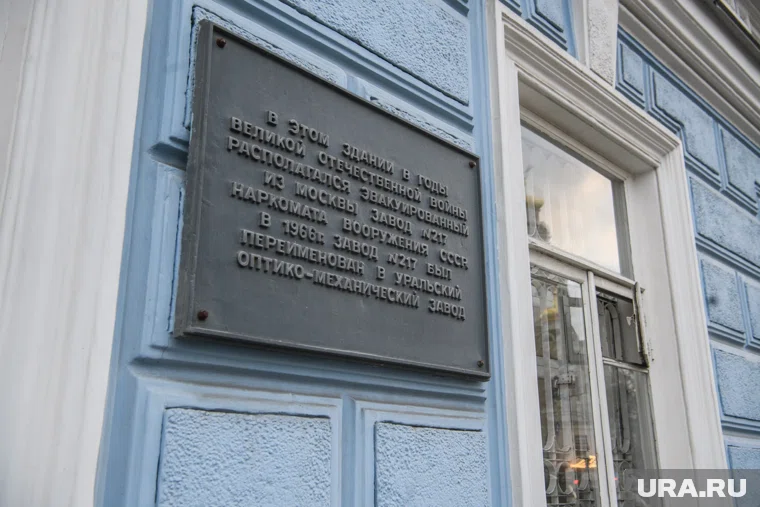 В ЭТОМ ЗДАНИИ В ГОДЫ
ВЕЛИКОЙ ОТЕЧЕСТВЕННОЙ ВОЙНЫ
РАСПОЛАГАЛСЯ ЭВАКУИРОВАННЫЙ
ИЗ МОСКВЫ ЗАВОД №217
НАРКОМАТА ВООРУЖЕНИЯ СССР
В 1966г. ЗАВОД №217 БЫЛ
ПЕРЕИМЕНОВАН В УРАЛЬСКИЙ
ОПТИКО-МЕХАНИЧЕСКИЙ ЗАВОД
URA.RU